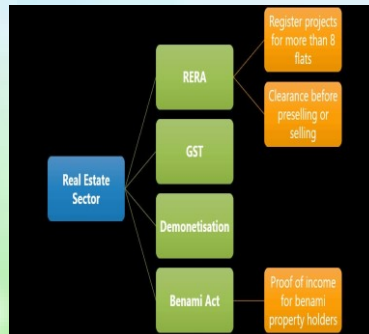 Register projects
for more than 8
flats
RERA
Clearance before
preselling or
selling
GST
Real Estate
Sector
Demonetisation
Benami Act
Proof of income
for benami
property holders